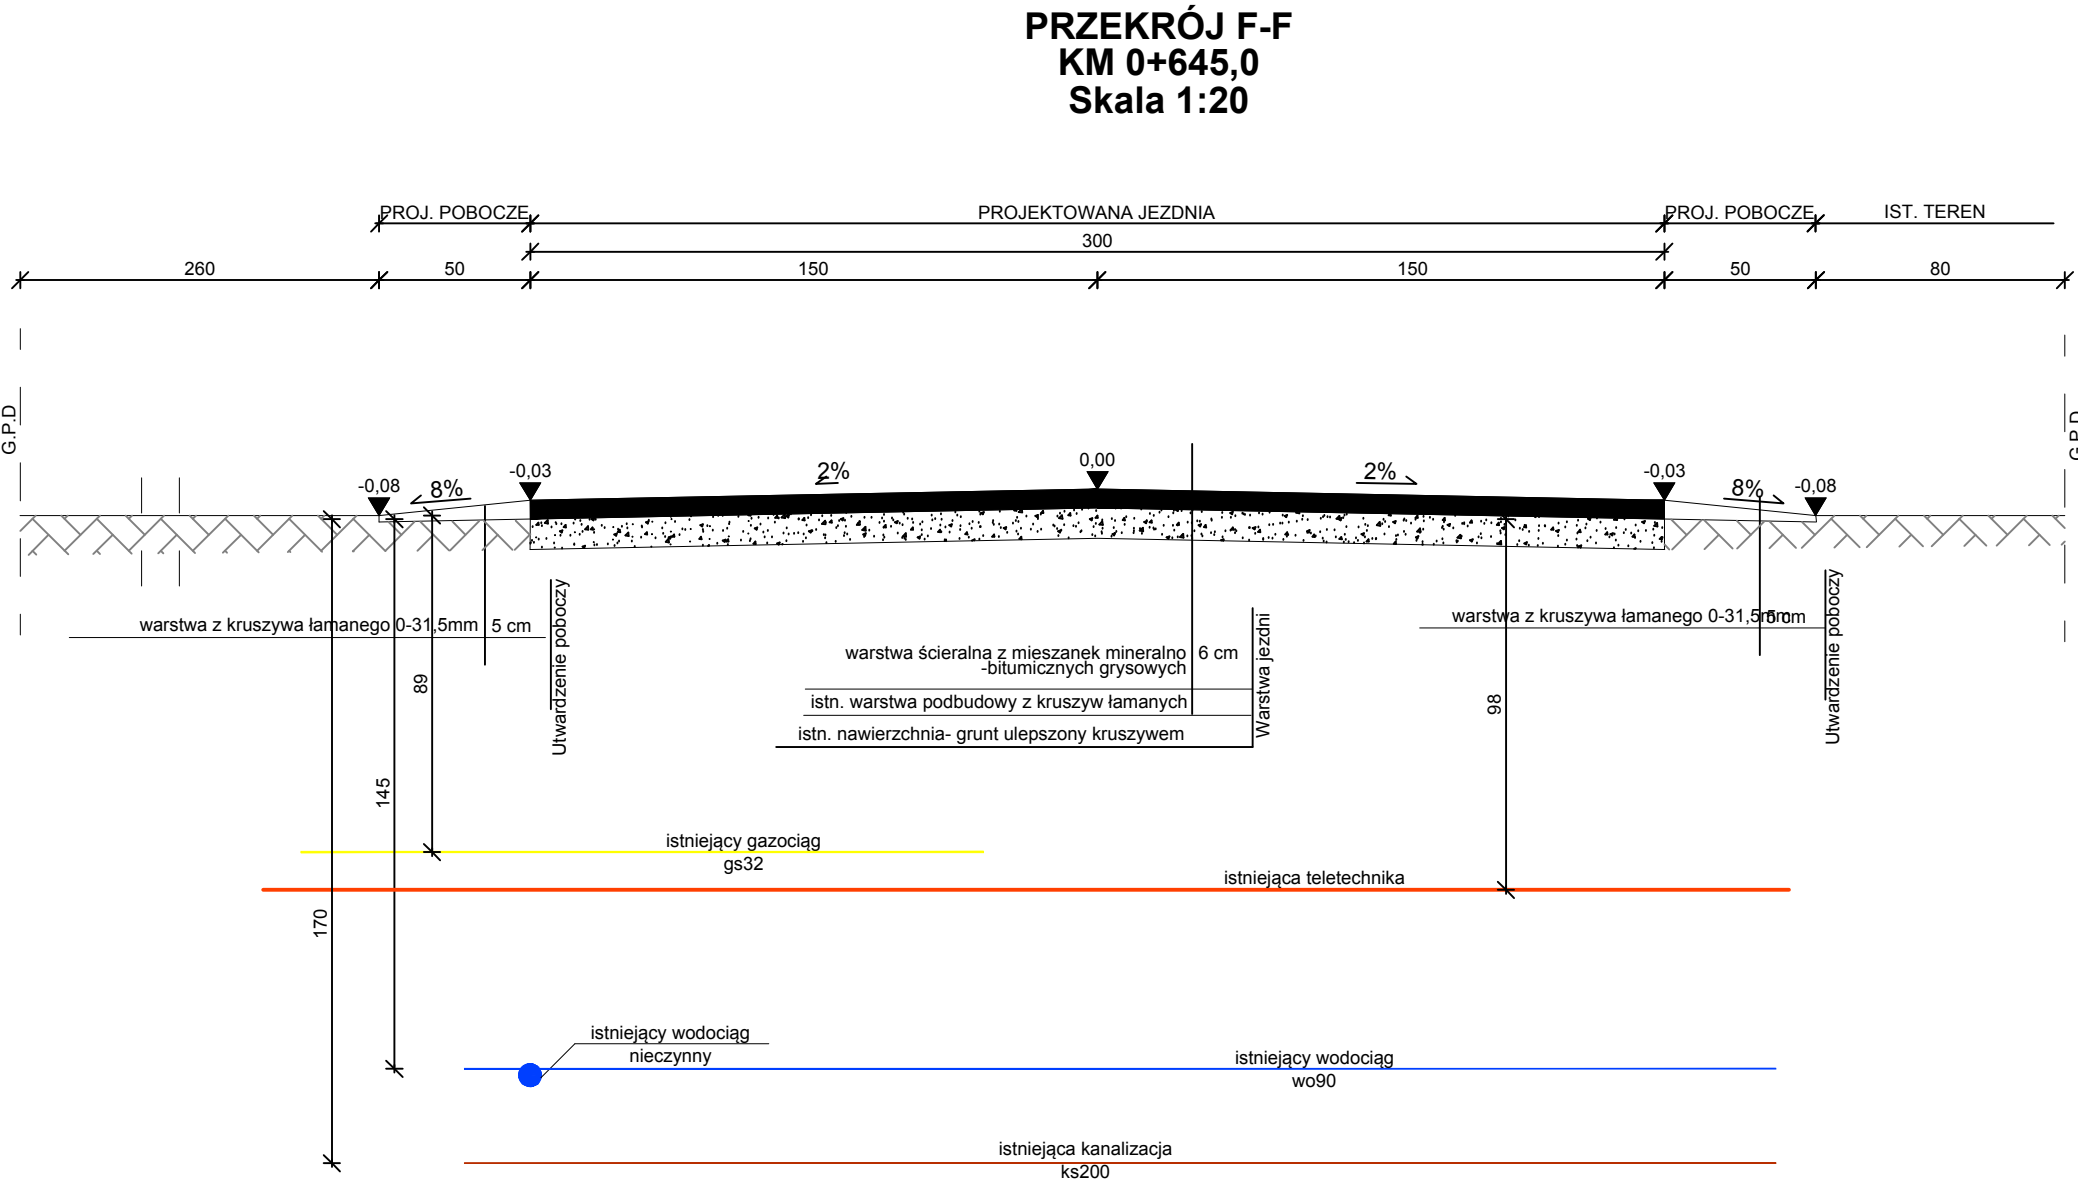 PRZEKRÓJ F-F
KM 0+645,0
Skala 1:20
PROJ. POBOCZE
PROJEKTOWANA JEZDNIA
PROJ. POBOCZE
IST. TEREN
300
260
50
150
150
50
80
G.P.D
G.P.D
-0,08
8%
-0,03
2%
0,00
2%
-0,03
8%
-0,08
warstwa z kruszywa łamanego 0-31,5mm
5 cm
Utwardzenie poboczy
warstwa ścieralna z mieszanek mineralno
-bitumicznych grysowych
6 cm
istn. warstwa podbudowy z kruszyw łamanych
istn. nawierzchnia- grunt ulepszony kruszywem
Warstwa jezdni
warstwa z kruszywa łamanego 0-31,5mm
5 cm
Utwardzenie poboczy
89
98
145
170
istniejący gazociąg
gs32
istniejąca teletechnika
istniejący wodociąg
nieczynny
istniejący wodociąg
wo90
istniejąca kanalizacja
ks200